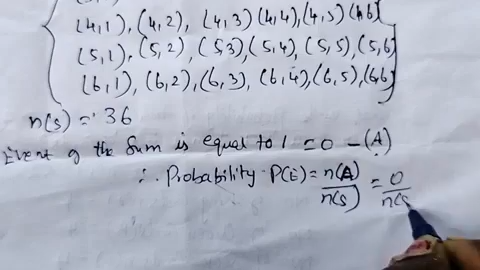 (4,1), (4,2), (4,3) (4,4), (4,5) (4,6)
(5,1), (5,2), (5,3) (5,4), (5,5), (5,6)
(6,1), (6,2), (6,3), (6,4), (6,5), (6,6)
n(s) = 36
Event of the Sum is equal to 1 = 0 - (A)
∴ Probability P(E) = n(A)/n(s) = 0/n(s